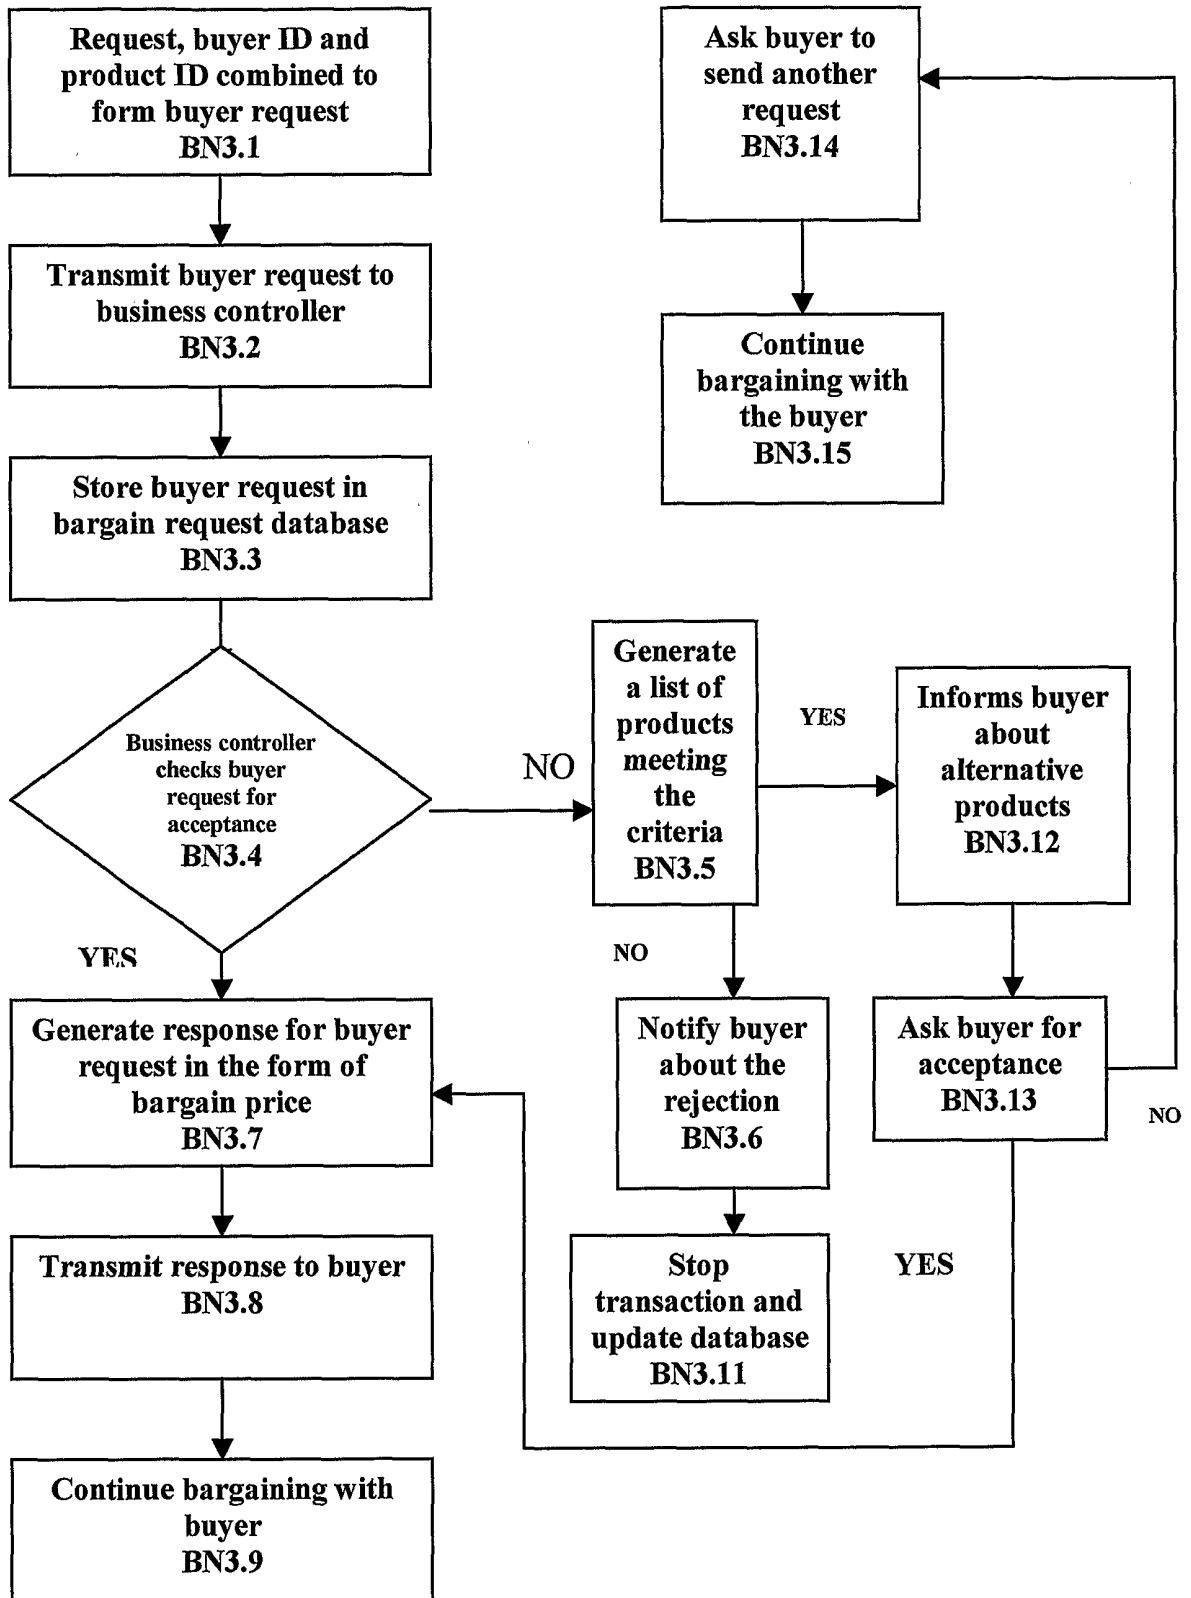 Request, buyer ID and
product ID combined to
form buyer request
BN3.1
Transmit buyer request to
business controller
BN3.2
Store buyer request in
bargain request database
BN3.3
Business controller
checks buyer
request for
acceptance
BN3.4
NO
YES
Generate response for buyer
request in the form of
bargain price
BN3.7
Transmit response to buyer
BN3.8
Continue bargaining with
buyer
BN3.9
Generate
a list of
products
meeting
the
criteria
BN3.5
YES
NO
Notify buyer
about the
rejection
BN3.6
Stop
transaction and
update database
BN3.11
Informs buyer
about
alternative
products
BN3.12
Ask buyer for
acceptance
BN3.13
NO
YES
Ask buyer to
send another
request
BN3.14
Continue
bargaining with
the buyer
BN3.15